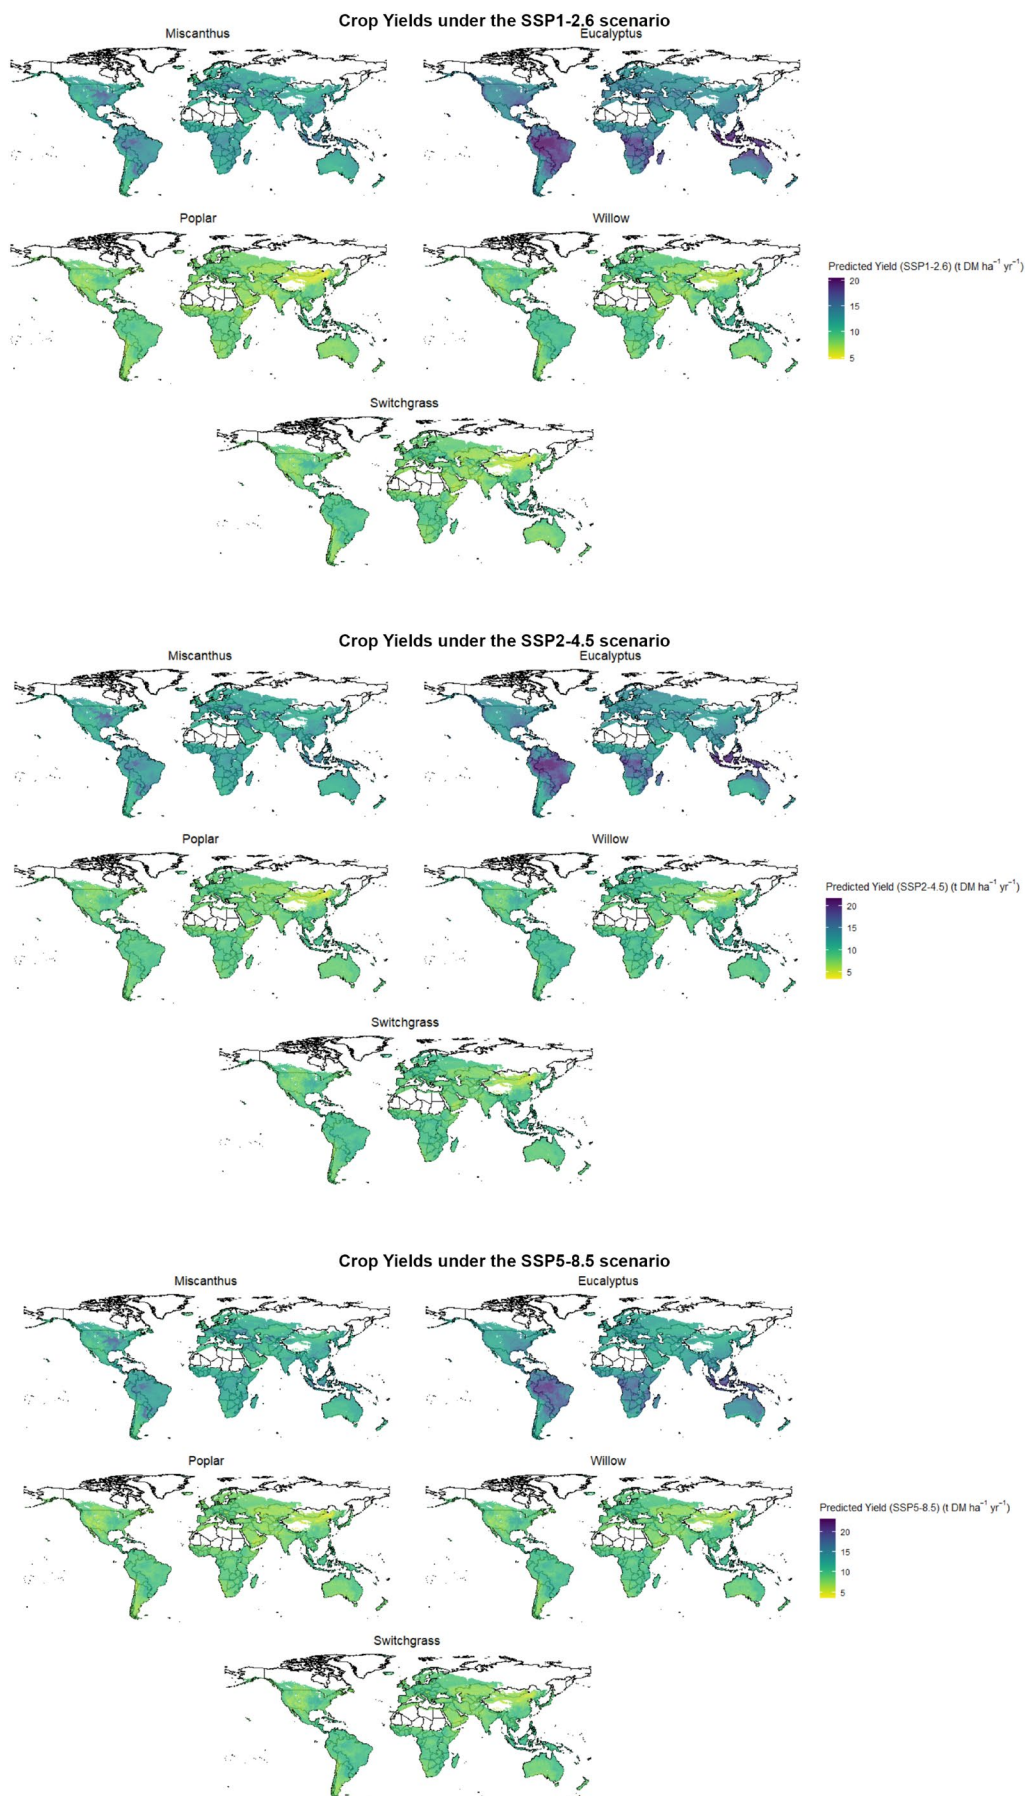 Crop Yields under the SSP1-2.6 scenario
Miscanthus
Eucalyptus
Poplar
Willow
Predicted Yield (SSP1-2.6) (t DM ha⁻¹ yr⁻¹)
20
10
5
Switchgrass
Crop Yields under the SSP2-4.5 scenario
Miscanthus
Eucalyptus
Poplar
Willow
Predicted Yield (SSP2-4.5) (t DM ha⁻¹ yr⁻¹)
20
15
10
5
Switchgrass
Crop Yields under the SSP5-8.5 scenario
Miscanthus
Eucalyptus
Poplar
Willow
Predicted Yield (SSP5-8.5) (t DM ha⁻¹ yr⁻¹)
20
15
10
5
Switchgrass